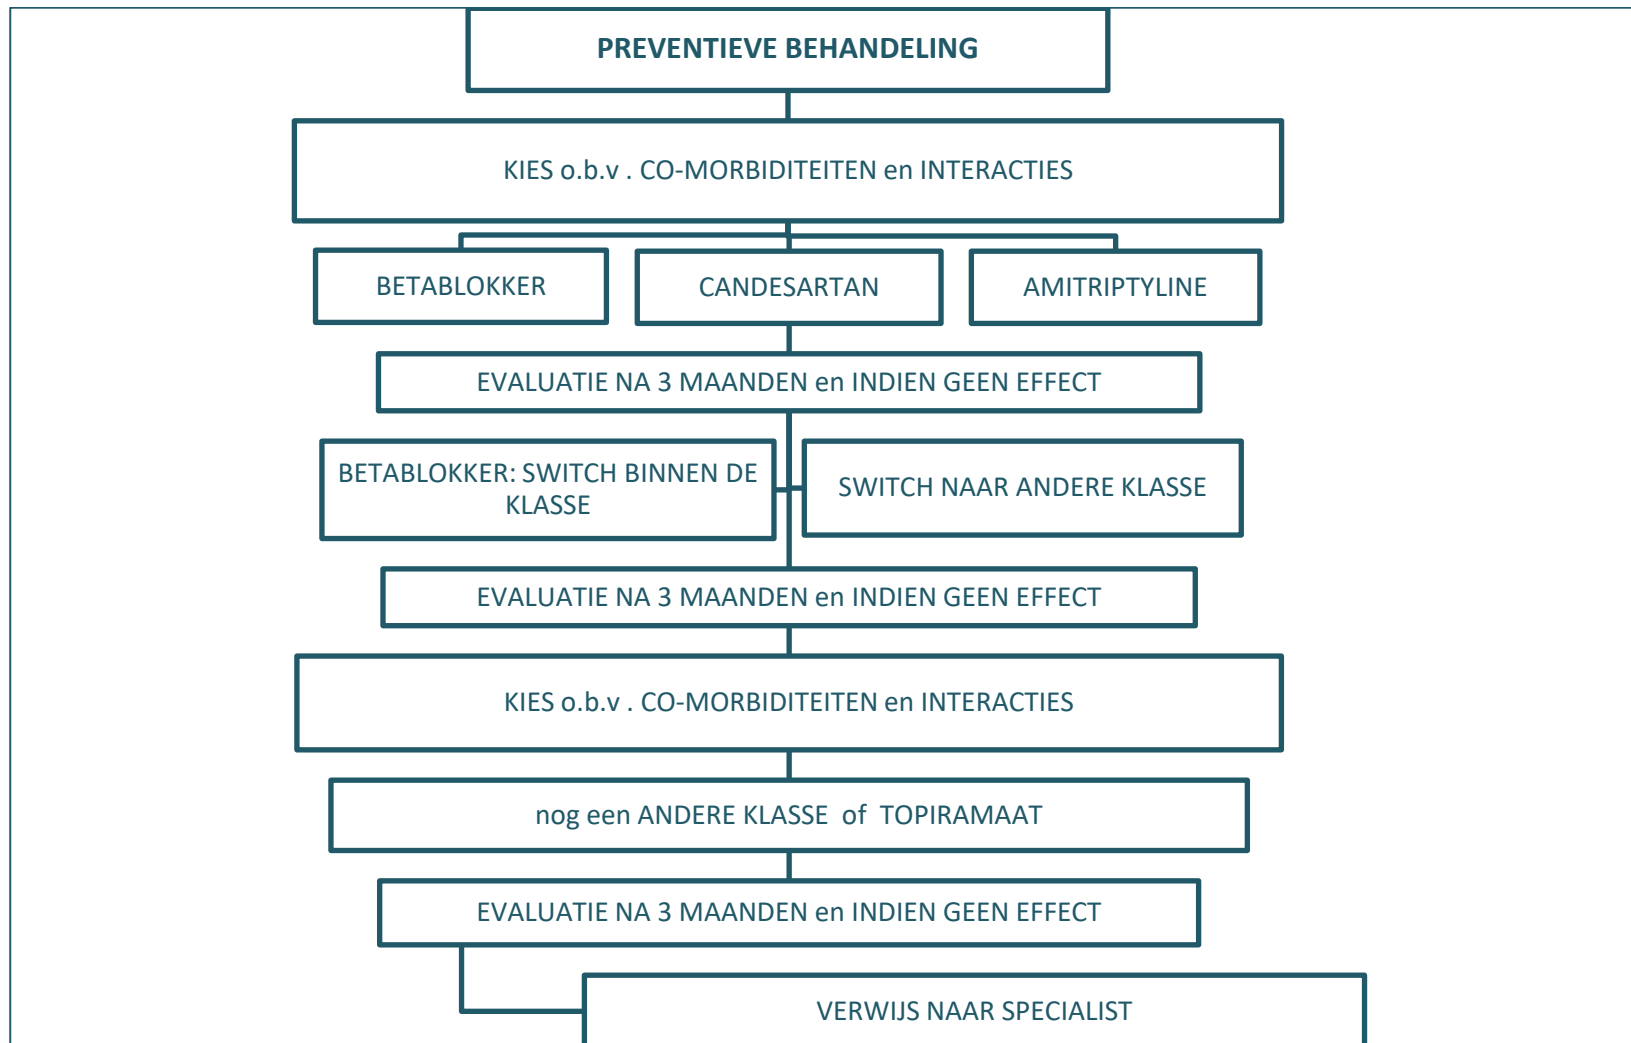 PREVENTIEVE BEHANDELING
KIES o.b.v . CO-MORBIDITEITEN en INTERACTIES
BETABLOKKER
CANDESARTAN
AMITRIPTYLINE
EVALUATIE NA 3 MAANDEN en INDIEN GEEN EFFECT
BETABLOKKER: SWITCH BINNEN DE
KLASSE
SWITCH NAAR ANDERE KLASSE
EVALUATIE NA 3 MAANDEN en INDIEN GEEN EFFECT
KIES o.b.v . CO-MORBIDITEITEN en INTERACTIES
nog een ANDERE KLASSE of TOPIRAMAAT
EVALUATIE NA 3 MAANDEN en INDIEN GEEN EFFECT
VERWIJS NAAR SPECIALIST